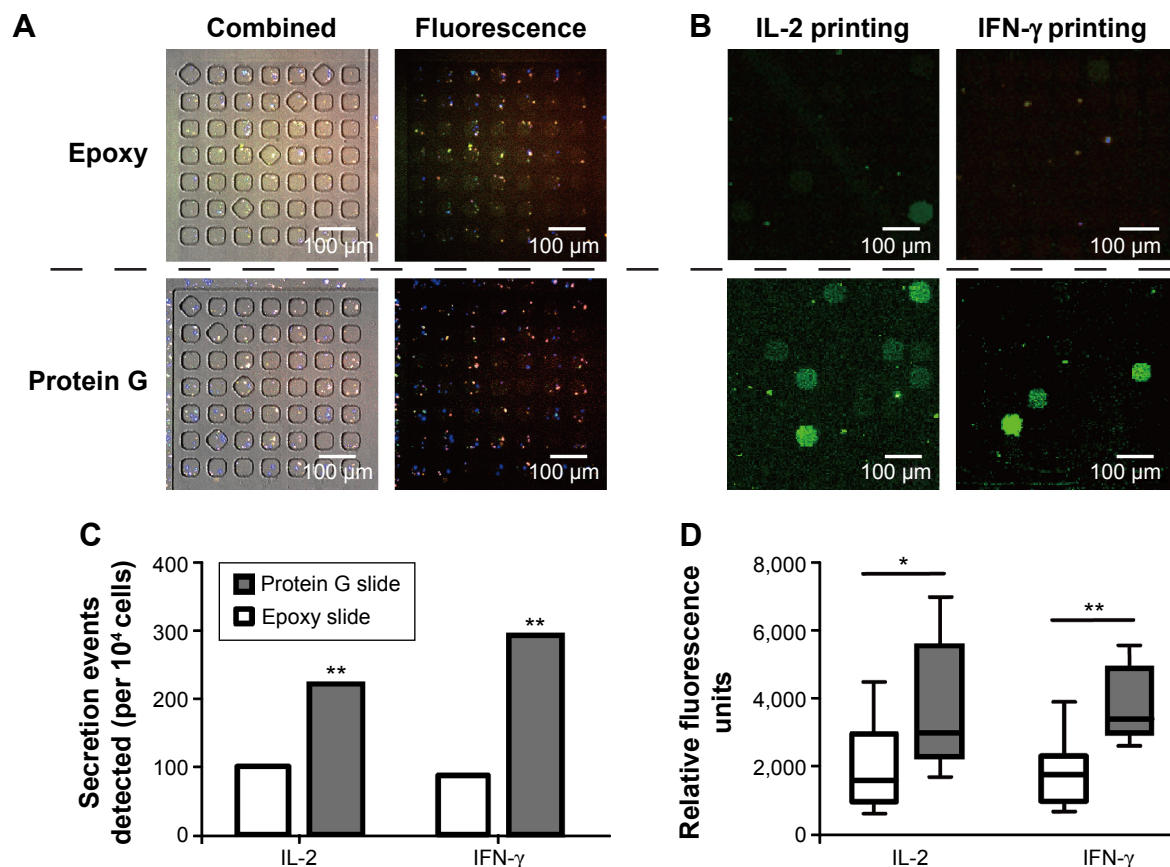 A
Combined
Fluorescence
B
IL-2 printing
IFN-γ printing
Epoxy
100 µm
100 µm
100 µm
100 µm
Protein G
100 µm
100 µm
100 µm
100 µm
C
Secretion events
detected (per 10⁴ cells)
400
300
200
100
0
Protein G slide
Epoxy slide
**
**
IL-2
IFN-γ
D
Relative fluorescence
units
8,000
6,000
4,000
2,000
0
*
**
IL-2
IFN-γ